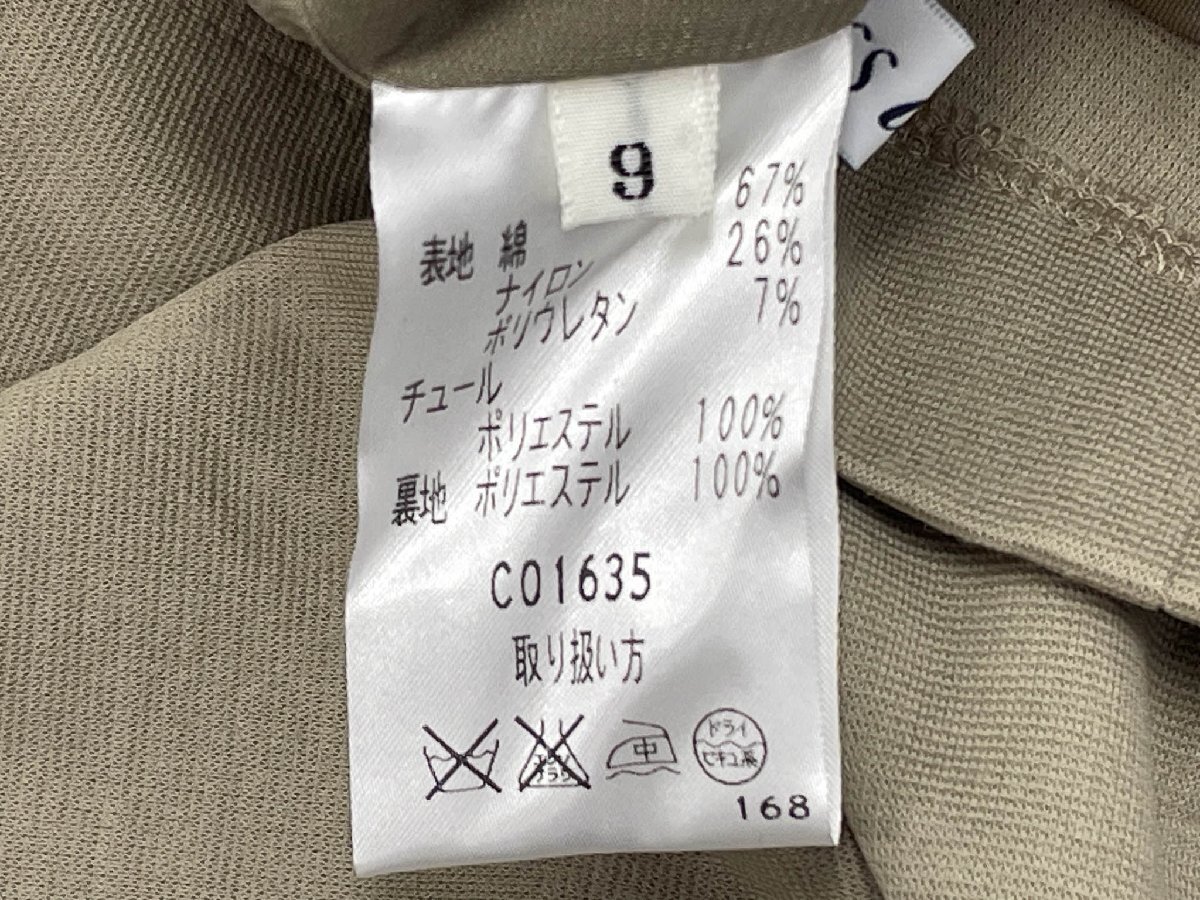 9
表地 綿 67%
ナイロン 26%
ポリウレタン 7%
チュール
ポリエステル 100%
裏地 ポリエステル 100%
C01635
取り扱い方
中
ドライ
セキユ系
168